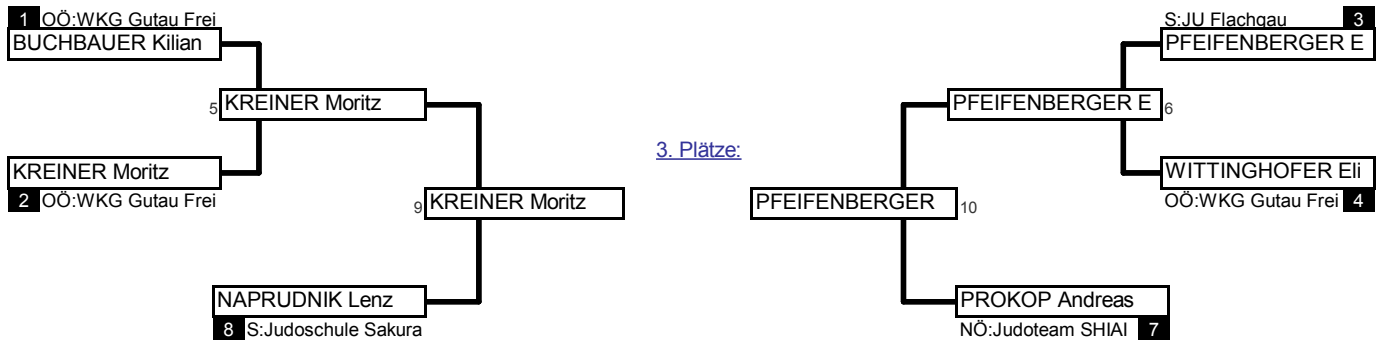 1 OÖ:WKG Gutau Frei
BUCHBAUER Kilian
5 KREINER Moritz
KREINER Moritz
2 OÖ:WKG Gutau Frei
9 KREINER Moritz
NAPRUDNIK Lenz
8 S:Judoschule Sakura
3. Plätze:
S:JU Flachgau 3
PFEIFENBERGER E
PFEIFENBERGER E 6
WITTINGHOFER Eli
OÖ:WKG Gutau Frei 4
PFEIFENBERGER 10
PROKOP Andreas
NÖ:Judoteam SHIAI 7